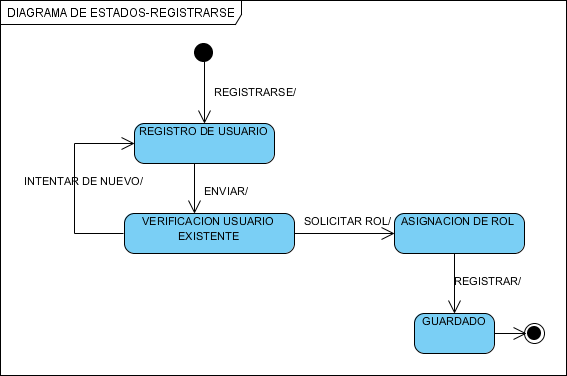 DIAGRAMA DE ESTADOS-REGISTRARSE
REGISTRARSE/
REGISTRO DE USUARIO
INTENTAR DE NUEVO/
ENVIAR/
VERIFICACION USUARIO
EXISTENTE
SOLICITAR ROL/
ASIGNACION DE ROL
REGISTRAR/
GUARDADO